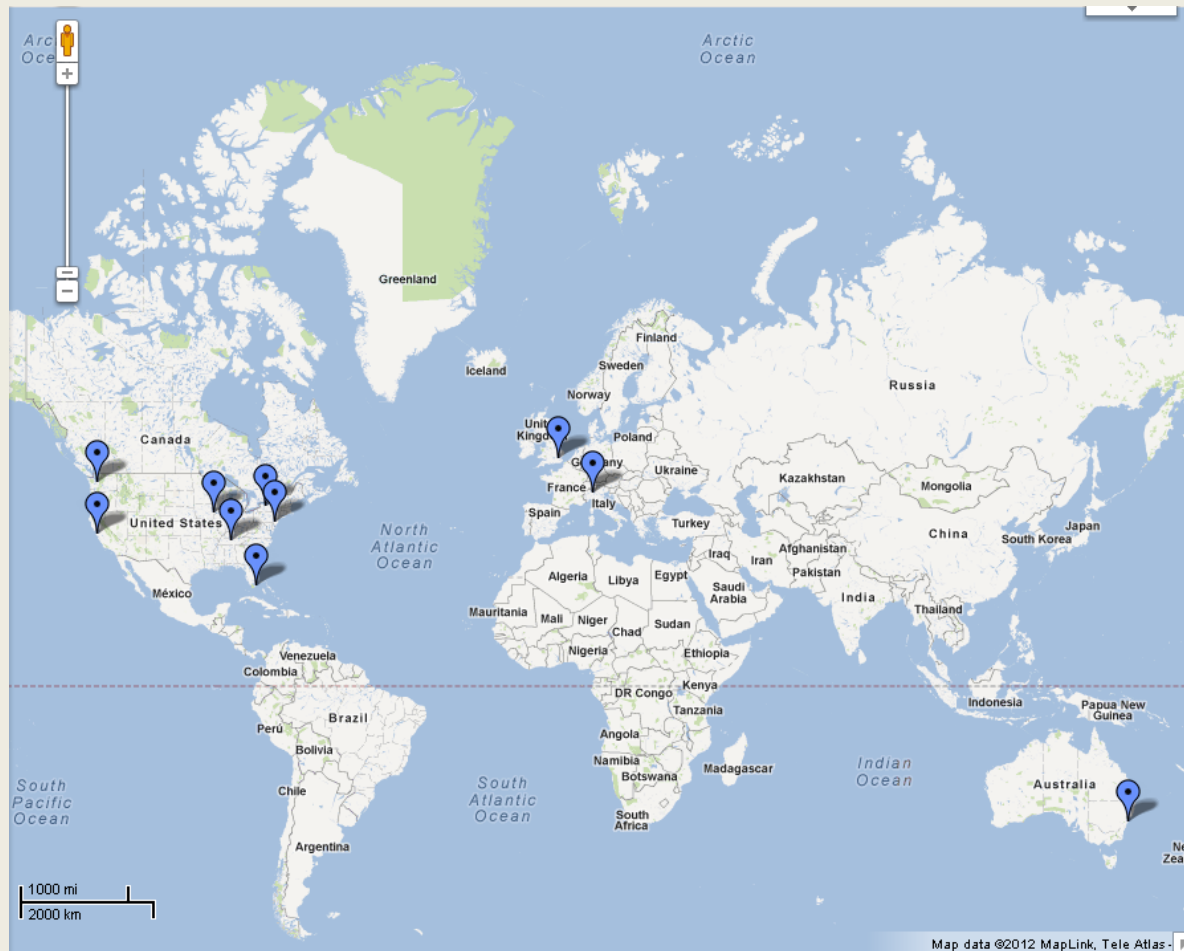 Arctic
Ocean
Greenland
Iceland
Finland
Sweden
Norway
Russia
Canada
Poland
Ukraine
France
Italy
Spain
Kazakhstan
Mongolia
United States
North
Atlantic
Ocean
Turkey
China
Japan
South Korea
Iraq
Iran
Afghanistan
Pakistan
Algeria
Libya
Egypt
Saudi
Arabia
India
Thailand
México
Mauritania
Mali
Niger
Chad
Sudan
Nigeria
Ethiopia
Venezuela
Colombia
DR Congo
Kenya
Tanzania
Indonesia
Papua New
Guinea
Brazil
Perú
Bolivia
Angola
Namibia
Botswana
Madagascar
Indian
Ocean
South
Pacific
Ocean
Chile
South
Atlantic
Ocean
South
Africa
Australia
Argentina
1000 mi
2000 km
Map data ©2012 MapLink, Tele Atlas -